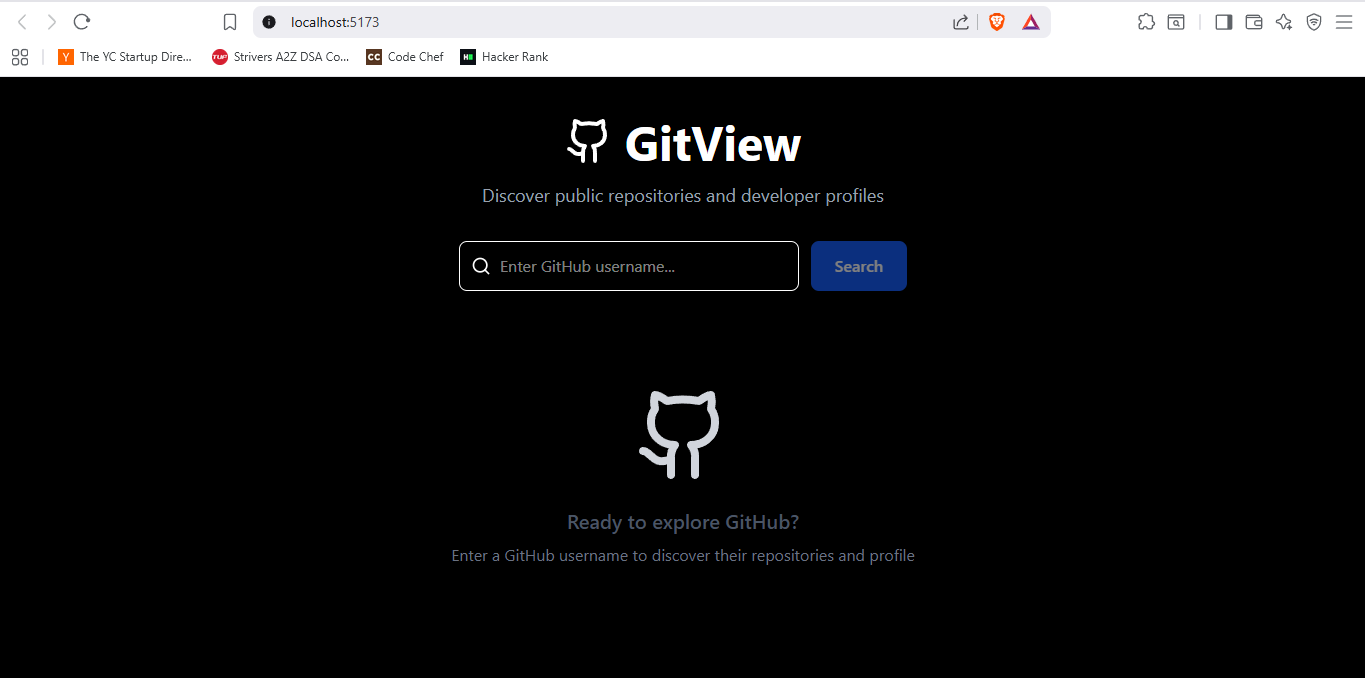 localhost:5173
Y The YC Startup Dire... TUF Strivers A2Z DSA Co... CC Code Chef H Hacker Rank
GitView
Discover public repositories and developer profiles
Enter GitHub username... Search
Ready to explore GitHub?
Enter a GitHub username to discover their repositories and profile